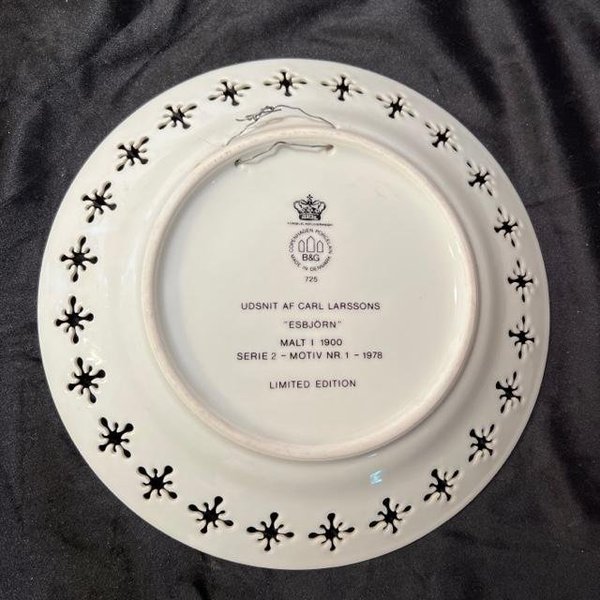 COPENHAGEN PORCELAIN
B&G
MADE IN DENMARK
725
UDSNIT AF CARL LARSSONS
"ESBJÖRN"
MALT I 1900
SERIE 2 - MOTIV NR. 1 - 1978
LIMITED EDITION